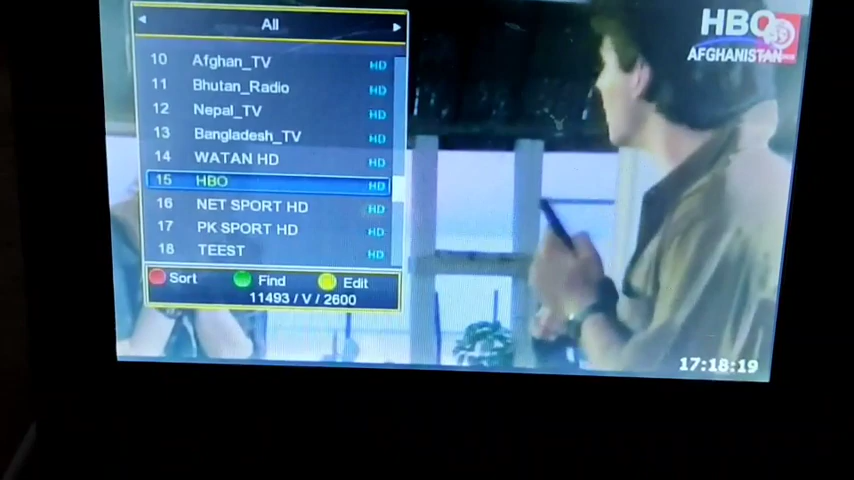 All
10 Afghan_TV HD
11 Bhutan_Radio HD
12 Nepal_TV HD
13 Bangladesh_TV HD
14 WATAN HD HD
15 HBO HD
16 NET SPORT HD HD
17 PK SPORT HD HD
18 TEEST HD
Sort Find Edit
11493 / V / 2600
HBO
AFGHANISTAN
17:18:19